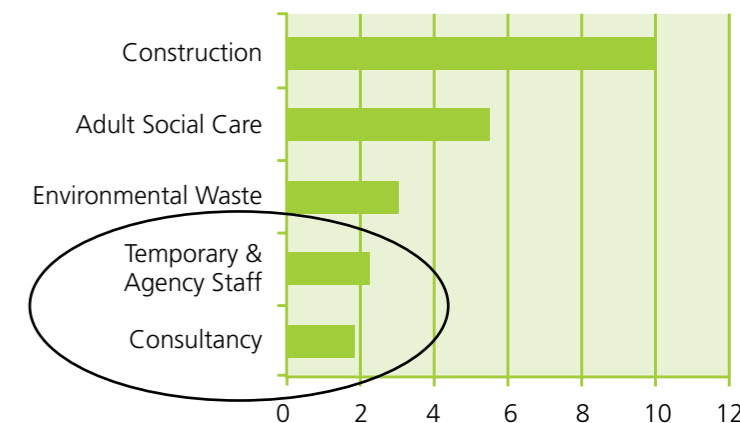 Construction
Adult Social Care
Environmental Waste
Temporary &
Agency Staff
Consultancy
0 2 4 6 8 10 12